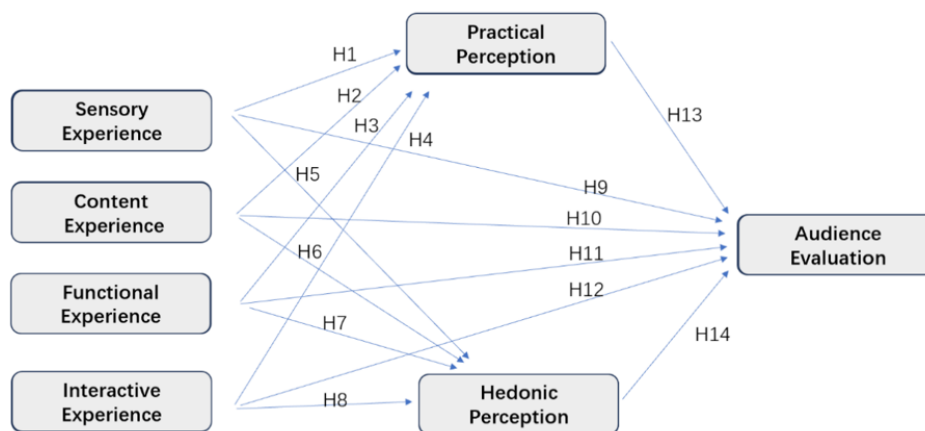 Practical
Perception
H1
H2
H3
H4
H13
Sensory
Experience
H5
H9
Content
Experience
H10
H6
H11
Audience
Evaluation
Functional
Experience
H12
H7
H14
Interactive
Experience
H8
Hedonic
Perception